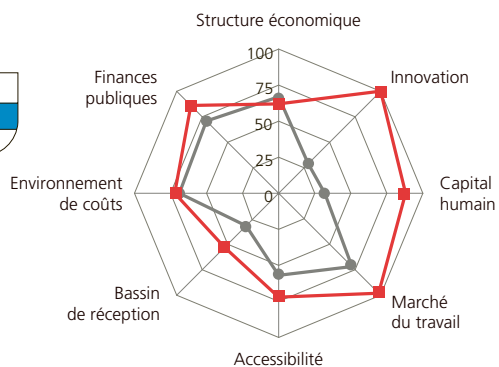 Structure économique
100
75
50
25
0
Innovation
Capital
humain
Marché
du travail
Accessibilité
Bassin
de réception
Environnement
de coûts
Finances
publiques